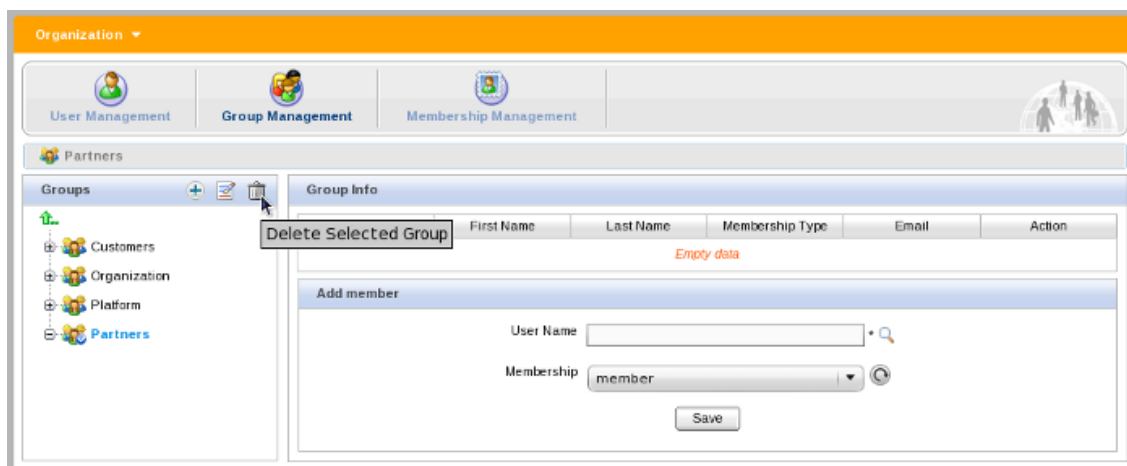 Organization
User Management Group Management Membership Management
Partners
Groups
Group Info
Delete Selected Group
First Name Last Name Membership Type Email Action
Empty data
Customers
Organization
Platform
Partners
Add member
User Name *
Membership member
Save